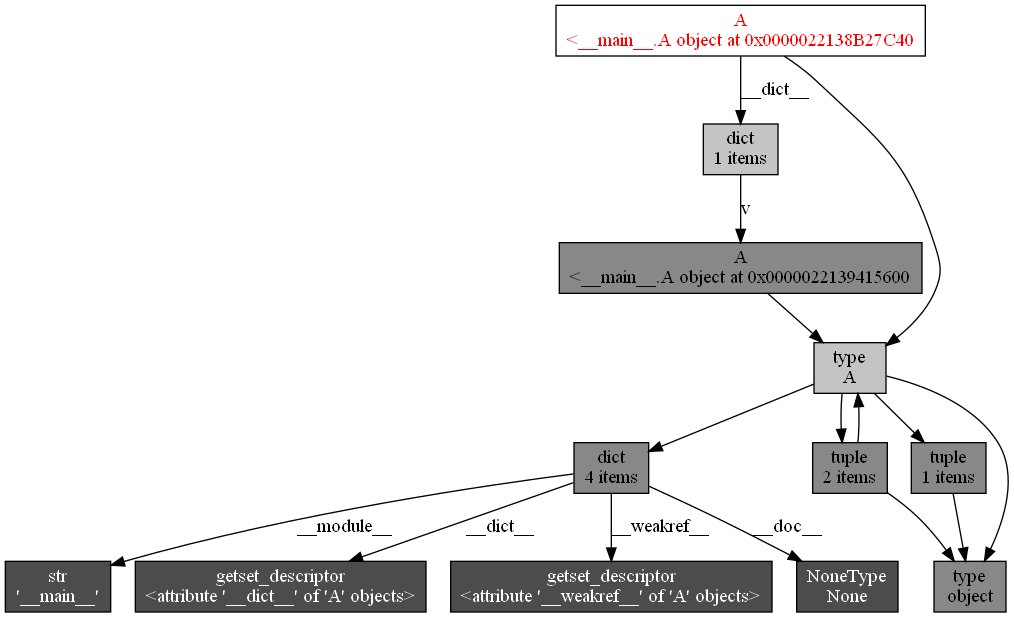 A
<__main__.A object at 0x0000022138B27C40
__dict__
dict
1 items
v
A
<__main__.A object at 0x0000022139415600
type
A
dict
4 items
tuple
2 items
tuple
1 items
__module__
__dict__
__weakref__
__doc__
str
'__main__'
getset_descriptor
<attribute '__dict__' of 'A' objects>
getset_descriptor
<attribute '__weakref__' of 'A' objects>
NoneType
None
type
object